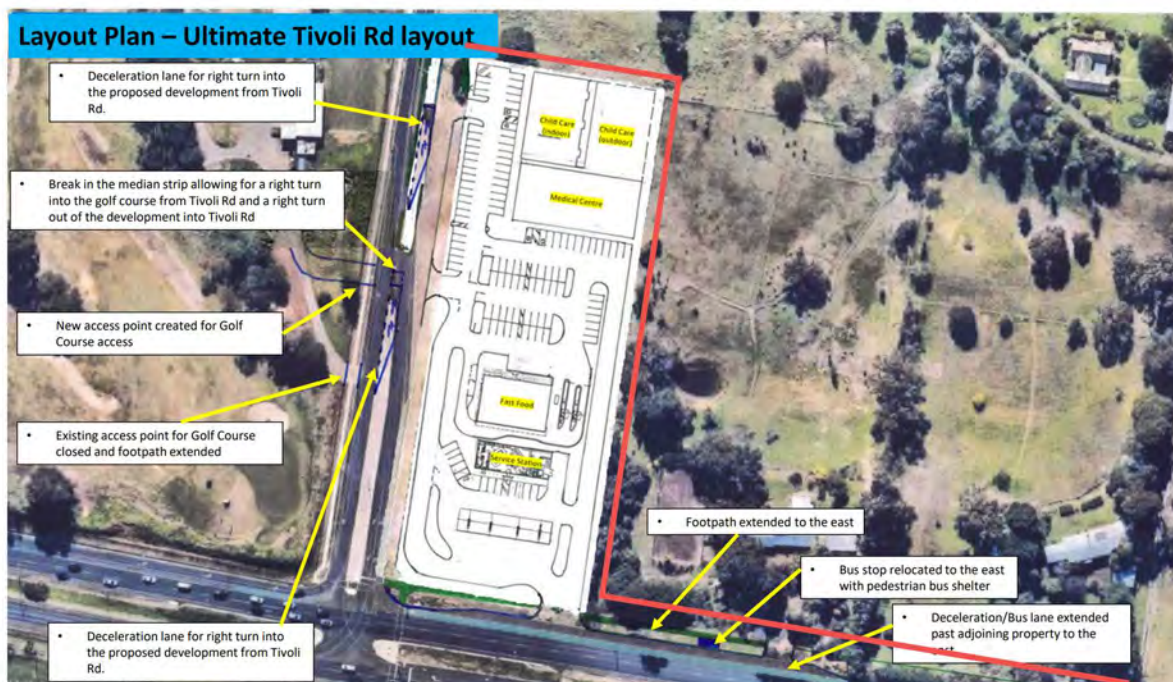 Layout Plan – Ultimate Tivoli Rd layout
• Deceleration lane for right turn into
the proposed development from Tivoli
Rd.
• Break in the median strip allowing for a right turn
into the golf course from Tivoli Rd and a right turn
out of the development into Tivoli Rd
• New access point created for Golf
Course access
• Existing access point for Golf Course
closed and footpath extended
• Deceleration lane for right turn into
the proposed development from Tivoli
Rd.
Child Care
(indoor)
Child Care
(outdoor)
Medical Centre
Fast Food
Service Station
• Footpath extended to the east
• Bus stop relocated to the east
with pedestrian bus shelter
• Deceleration/Bus lane extended
past adjoining property to the
east